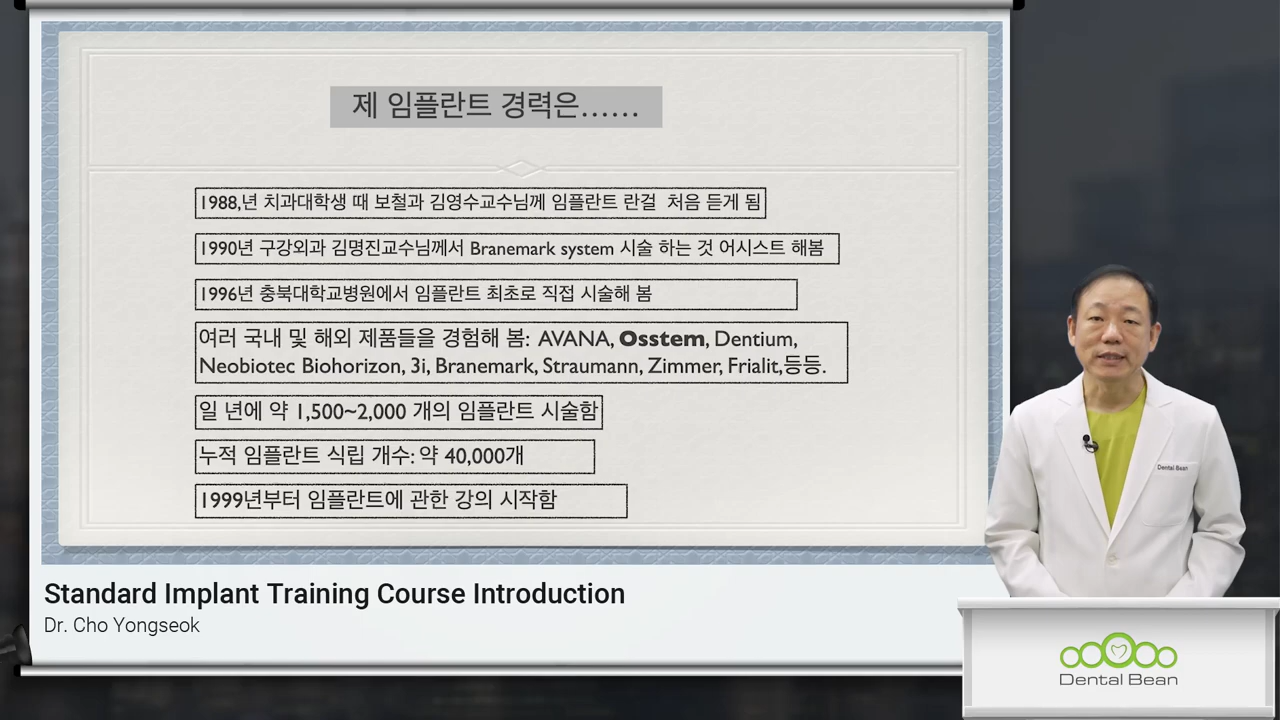 제 임플란트 경력은......
1988,년 치과대학생 때 보철과 김영수교수님께 임플란트 란걸 처음 듣게 됨
1990년 구강외과 김명진교수님께서 Branemark system 시술 하는 것 어시스트 해봄
1996년 충북대학교병원에서 임플란트 최초로 직접 시술해 봄
여러 국내 및 해외 제품들을 경험해 봄: AVANA, Osstem, Dentium,
Neobiotec Biohorizon, 3i, Branemark, Straumann, Zimmer, Frialit,등등.
일 년에 약 1,500~2,000 개의 임플란트 시술함
누적 임플란트 식립 개수: 약 40,000개
1999년부터 임플란트에 관한 강의 시작함
Standard Implant Training Course Introduction
Dr. Cho Yongseok
Dental Bean
Dental Bean